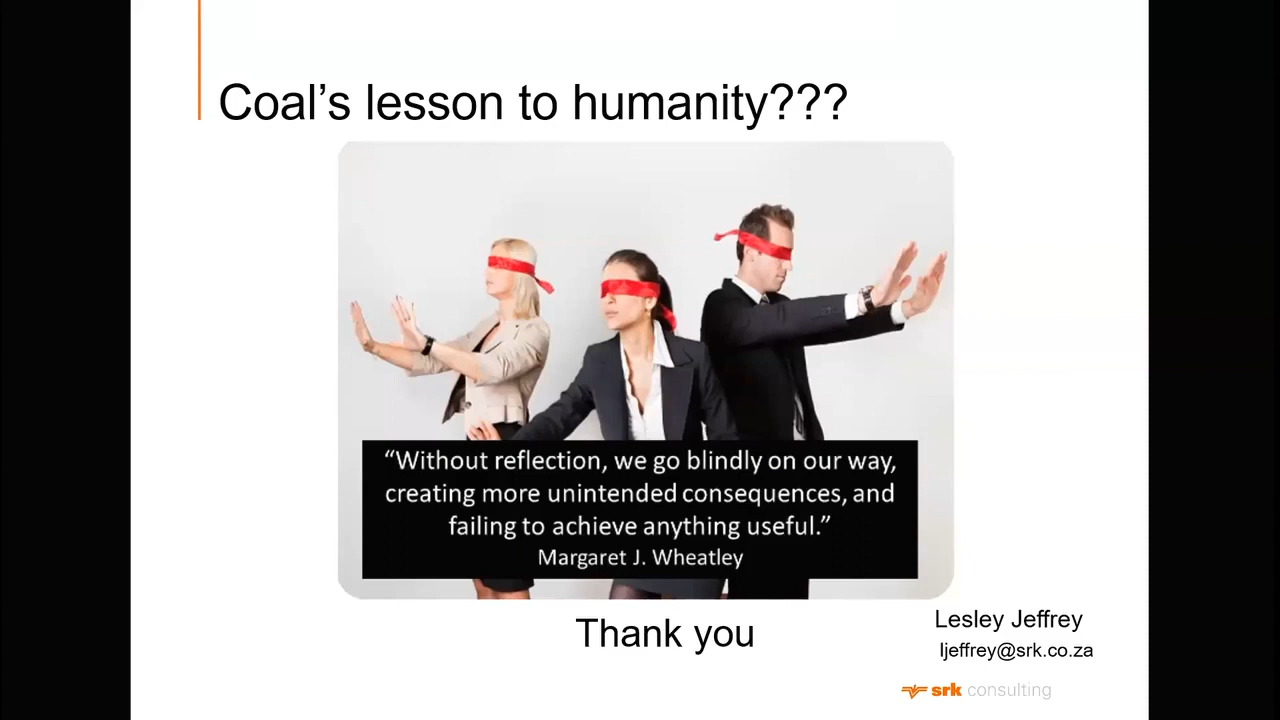 Coal’s lesson to humanity???
“Without reflection, we go blindly on our way,
creating more unintended consequences, and
failing to achieve anything useful.”
Margaret J. Wheatley
Thank you
Lesley Jeffrey
ljeffrey@srk.co.za
srk consulting